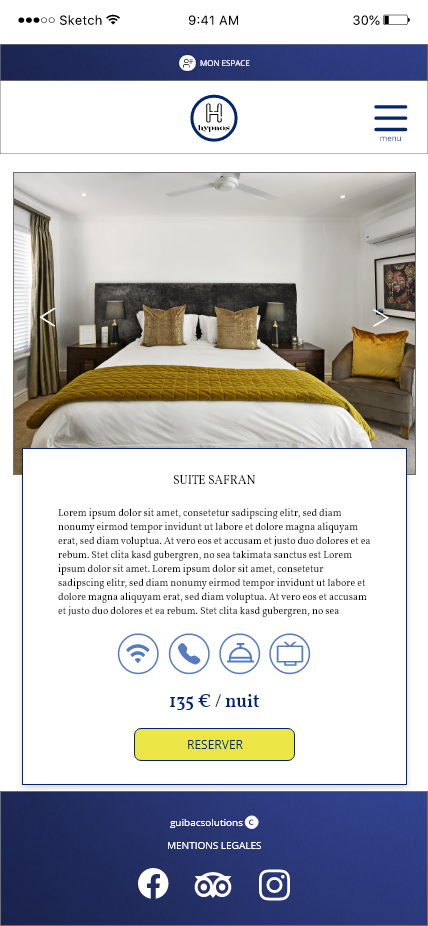 Sketch 9:41 AM 30%
MON ESPACE
H
hypnos
menu
SUITE SAFRAN
Lorem ipsum dolor sit amet, consetetur sadipscing elitr, sed diam
nonumy eirmod tempor invidunt ut labore et dolore magna aliquyam
erat, sed diam voluptua. At vero eos et accusam et justo duo dolores et ea
rebum. Stet clita kasd gubergren, no sea takimata sanctus est Lorem
ipsum dolor sit amet. Lorem ipsum dolor sit amet, consetetur
sadipscing elitr, sed diam nonumy eirmod tempor invidunt ut labore et
dolore magna aliquyam erat, sed diam voluptua. At vero eos et accusam
et justo duo dolores et ea rebum. Stet clita kasd gubergren, no sea
135 € / nuit
RESERVER
guibacsolutions C
MENTIONS LEGALES